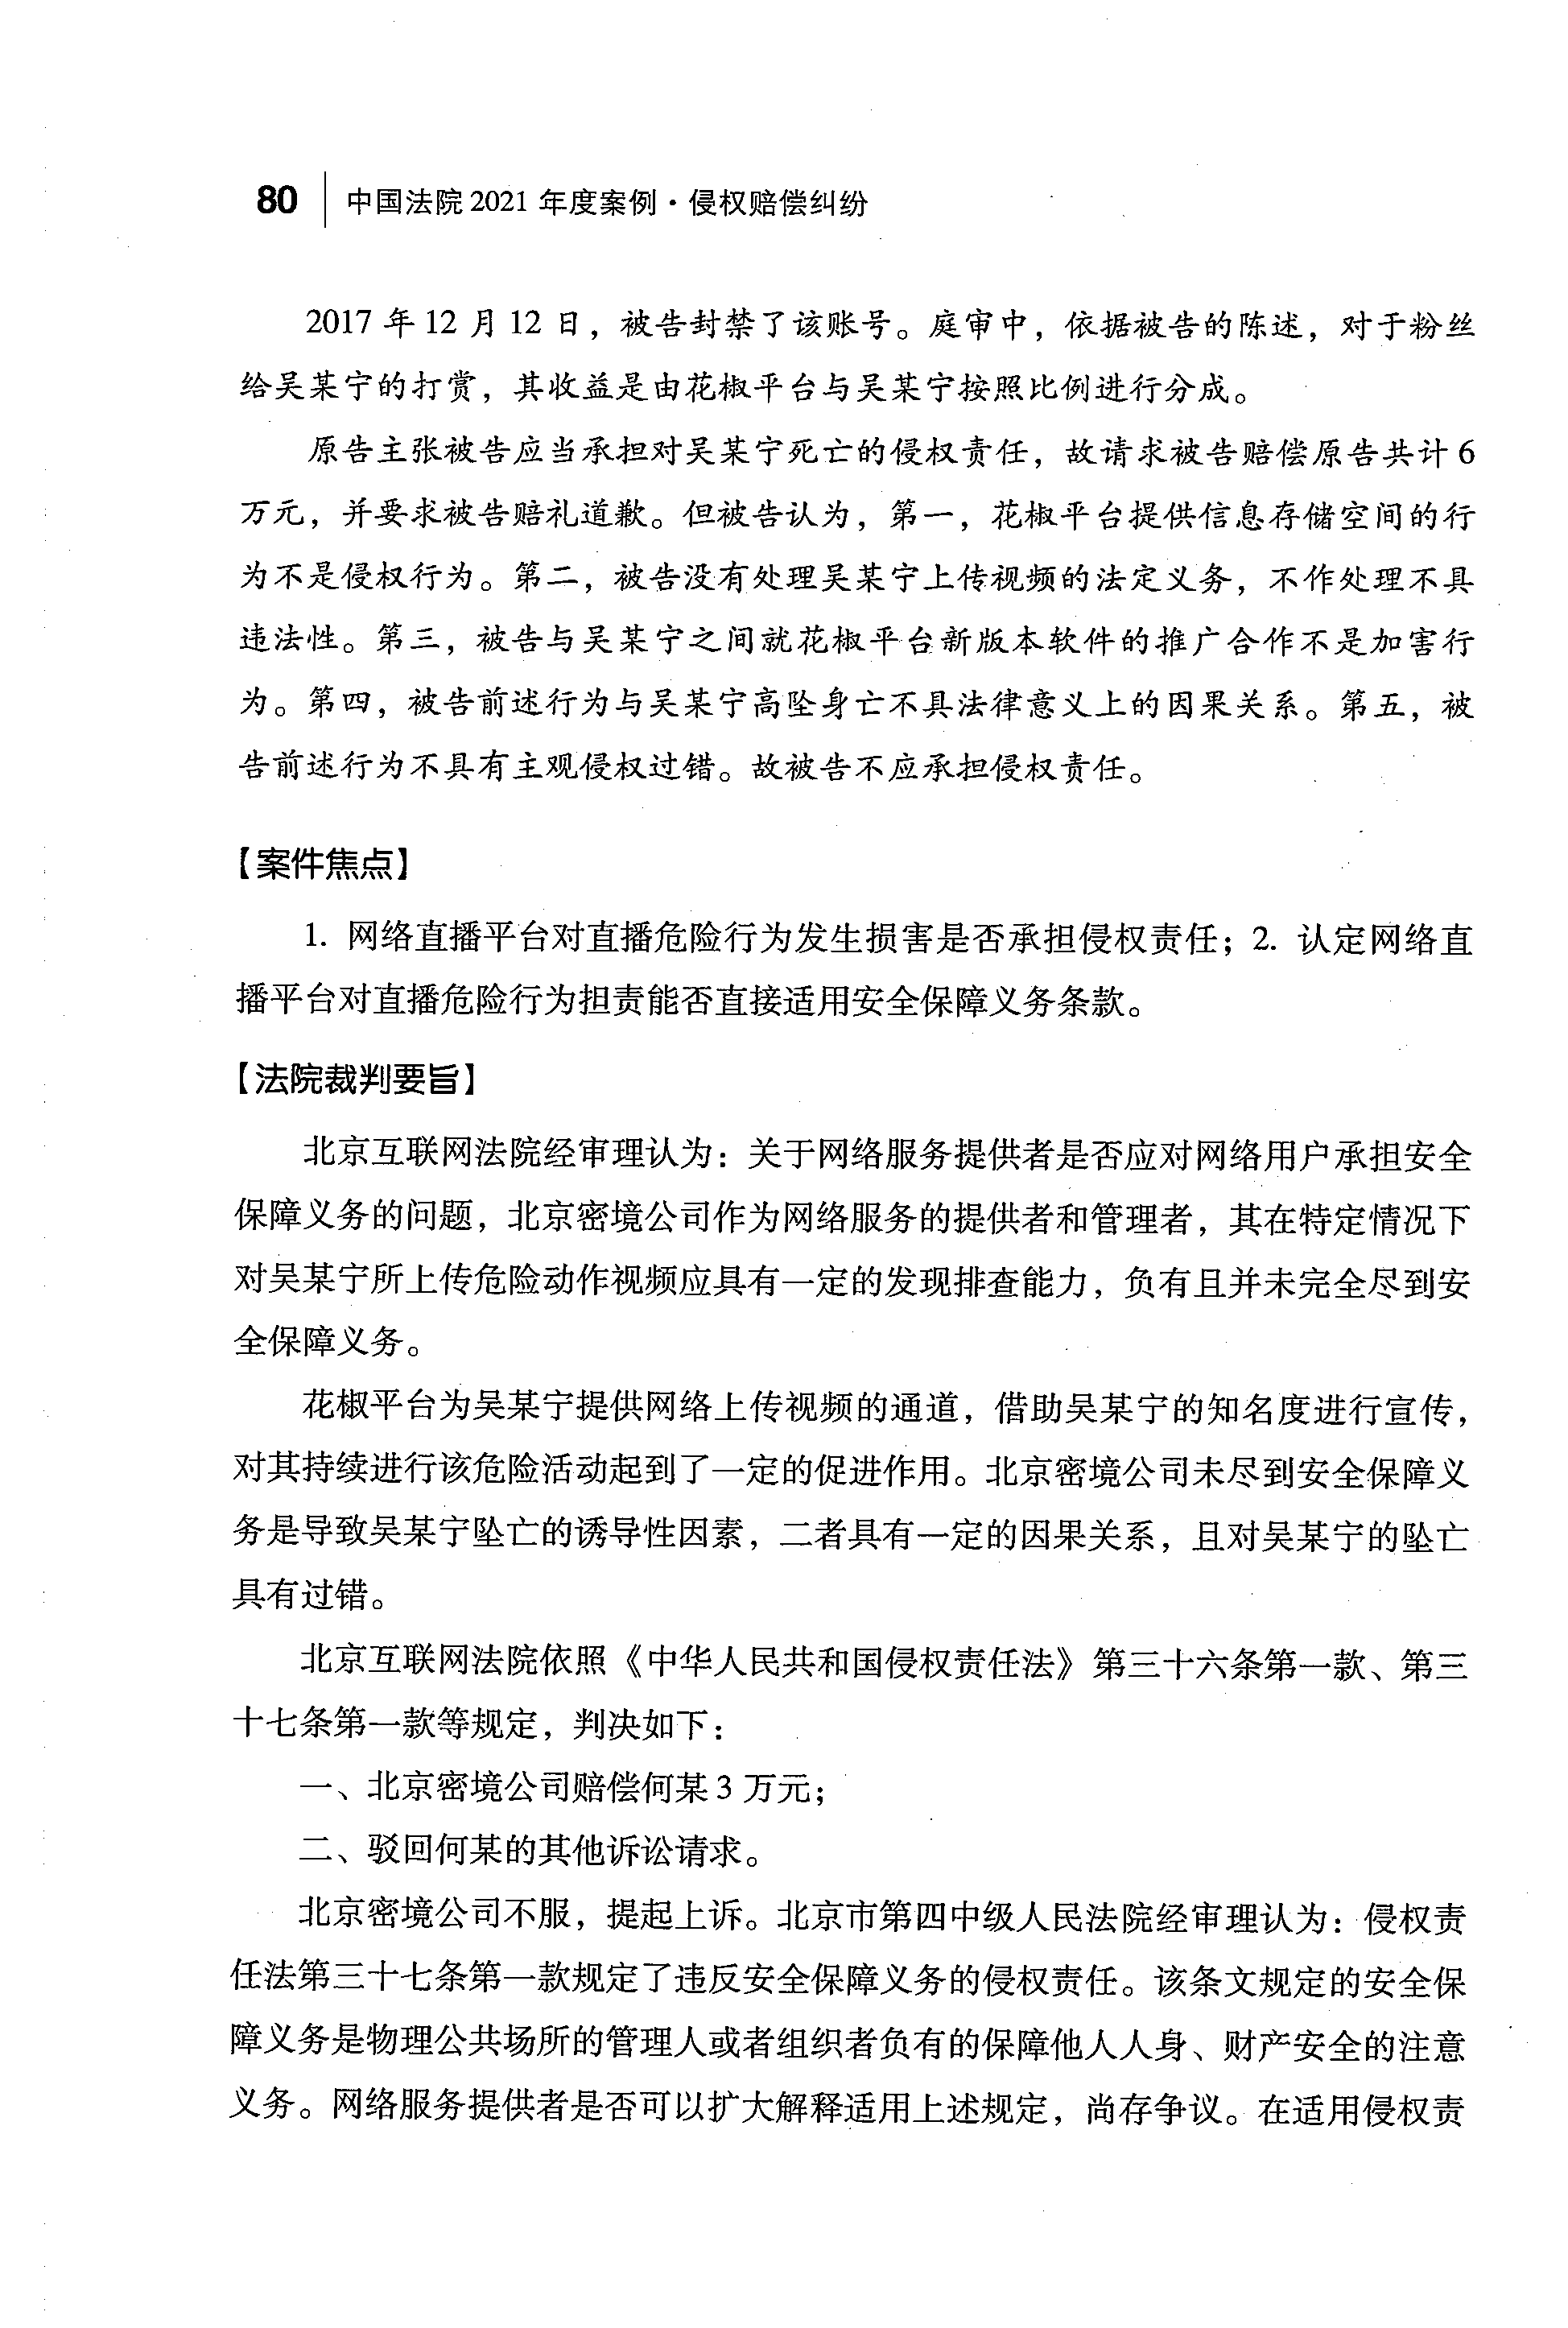 80 中国法院2021年度案例·侵权赔偿纠纷
2017年12月12日，被告封禁了该账号。庭审中，依据被告的陈述，对于粉丝
给吴某宁的打赏，其收益是由花椒平台与吴某宁按照比例进行分成。
原告主张被告应当承担对吴某宁死亡的侵权责任，故请求被告赔偿原告共计6
万元，并要求被告赔礼道歉。但被告认为，第一，花椒平台提供信息存储空间的行
为不是侵权行为。第二，被告没有处理吴某宁上传视频的法定义务，不作处理不具
违法性。第三，被告与吴某宁之间就花椒平台新版本软件的推广合作不是加害行
为。第四，被告前述行为与吴某宁高坠身亡不具法律意义上的因果关系。第五，被
告前述行为不具有主观侵权过错。故被告不应承担侵权责任。
【案件焦点】
1. 网络直播平台对直播危险行为发生损害是否承担侵权责任；2. 认定网络直
播平台对直播危险行为担责能否直接适用安全保障义务条款。
【法院裁判要旨】
北京互联网法院经审理认为：关于网络服务提供者是否应对网络用户承担安全
保障义务的问题，北京密境公司作为网络服务的提供者和管理者，其在特定情况下
对吴某宁所上传危险动作视频应具有一定的发现排查能力，负有且并未完全尽到安
全保障义务。
花椒平台为吴某宁提供网络上传视频的通道，借助吴某宁的知名度进行宣传，
对其持续进行该危险活动起到了一定的促进作用。北京密境公司未尽到安全保障义
务是导致吴某宁坠亡的诱导性因素，二者具有一定的因果关系，且对吴某宁的坠亡
具有过错。
北京互联网法院依照《中华人民共和国侵权责任法》第三十六条第一款、第三
十七条第一款等规定，判决如下：
一、北京密境公司赔偿何某3万元；
二、驳回何某的其他诉讼请求。
北京密境公司不服，提起上诉。北京市第四中级人民法院经审理认为：侵权责
任法第三十七条第一款规定了违反安全保障义务的侵权责任。该条文规定的安全保
障义务是物理公共场所的管理人或者组织者负有的保障他人人身、财产安全的注意
义务。网络服务提供者是否可以扩大解释适用上述规定，尚存争议。在适用侵权责